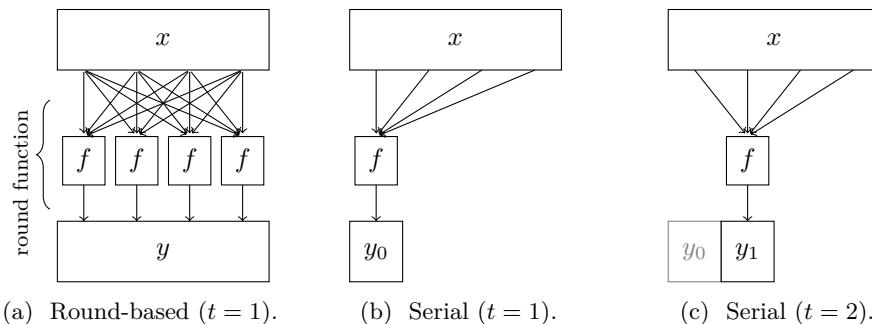 x x x
round function
f f f f f f
y y₀ y₀ y₁
(a) Round-based (t = 1). (b) Serial (t = 1). (c) Serial (t = 2).